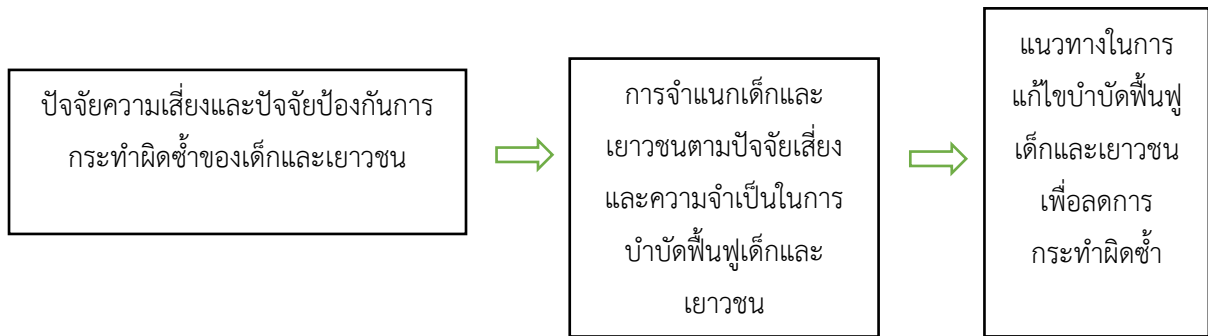 ปัจจัยความเสี่ยงและปัจจัยป้องกันการ
กระทำผิดซ้ำของเด็กและเยาวชน
การจำแนกเด็กและ
เยาวชนตามปัจจัยเสี่ยง
และความจำเป็นในการ
บำบัดฟื้นฟูเด็กและ
เยาวชน
แนวทางในการ
แก้ไขบำบัดฟื้นฟู
เด็กและเยาวชน
เพื่อลดการ
กระทำผิดซ้ำ